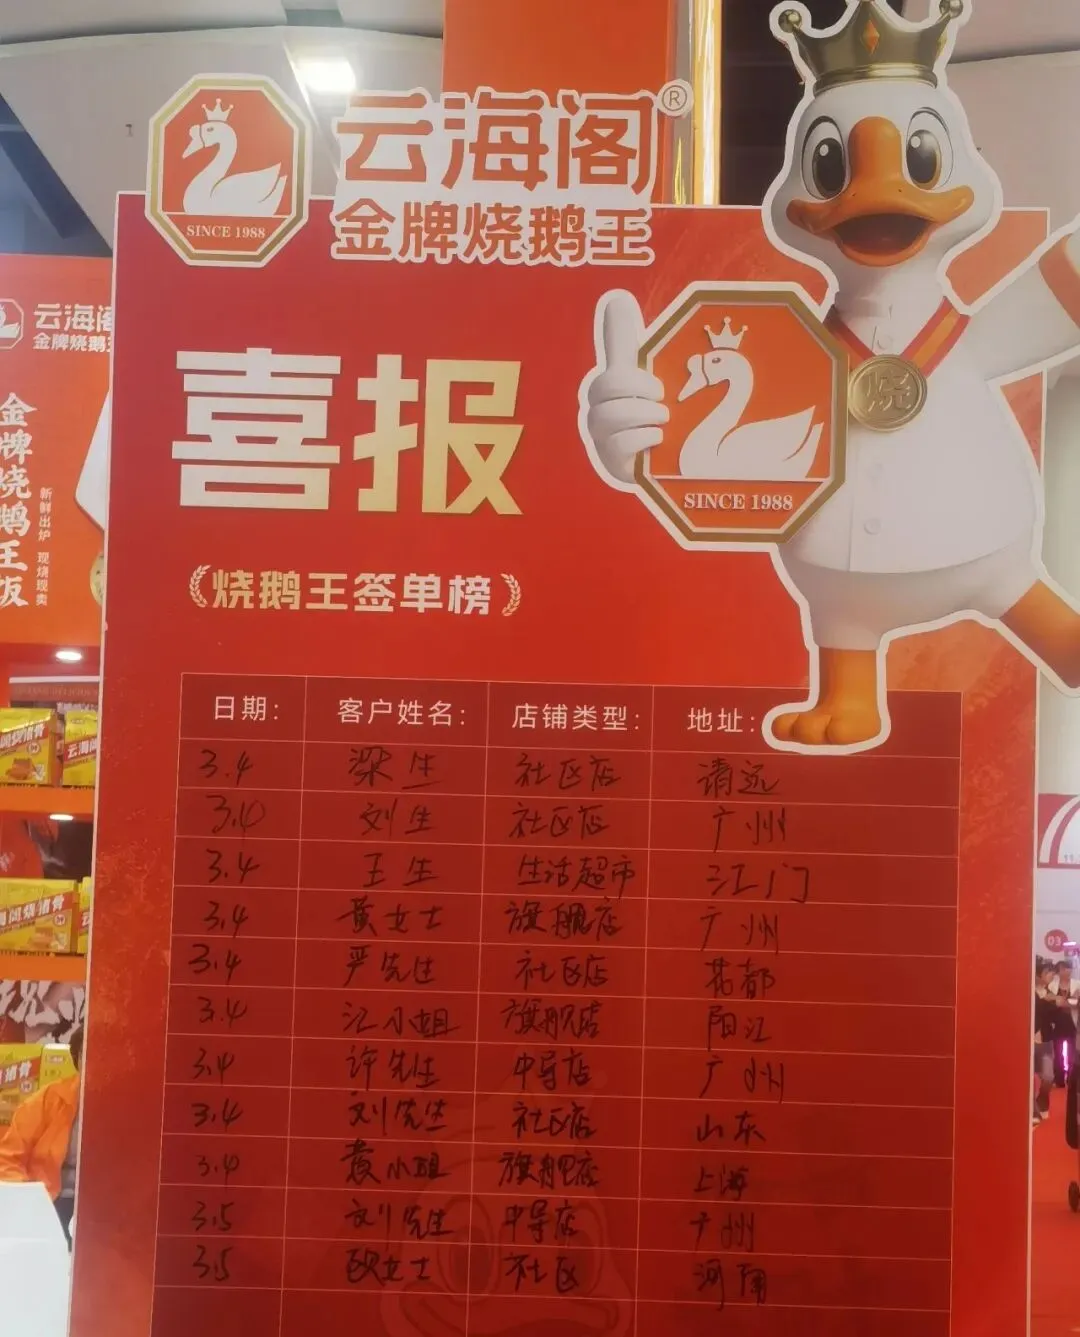 云海阁®
金牌烧鹅王
SINCE 1988
云海阁
金牌烧鹅王
喜报
烧
SINCE 1988
金牌烧鹅王饭
新鲜出炉 现烧现卖
烧鹅王签单榜
日期： 客户姓名： 店铺类型： 地址：
3.4 梁生 社区店 清远
3.4 刘生 社区店 广州
3.4 王生 生活超市 江门
3.4 黄女士 旗舰店 广州
3.4 严先生 社区店 花都
3.4 江小姐 旗舰店 阳江
3.4 许先生 中导店 广州
3.4 刘先生 社区店 山东
3.4 黄小姐 旗舰店 上海
3.5 刘先生 中导店 广州
3.5 欧女士 社区 河南
云海阁
03